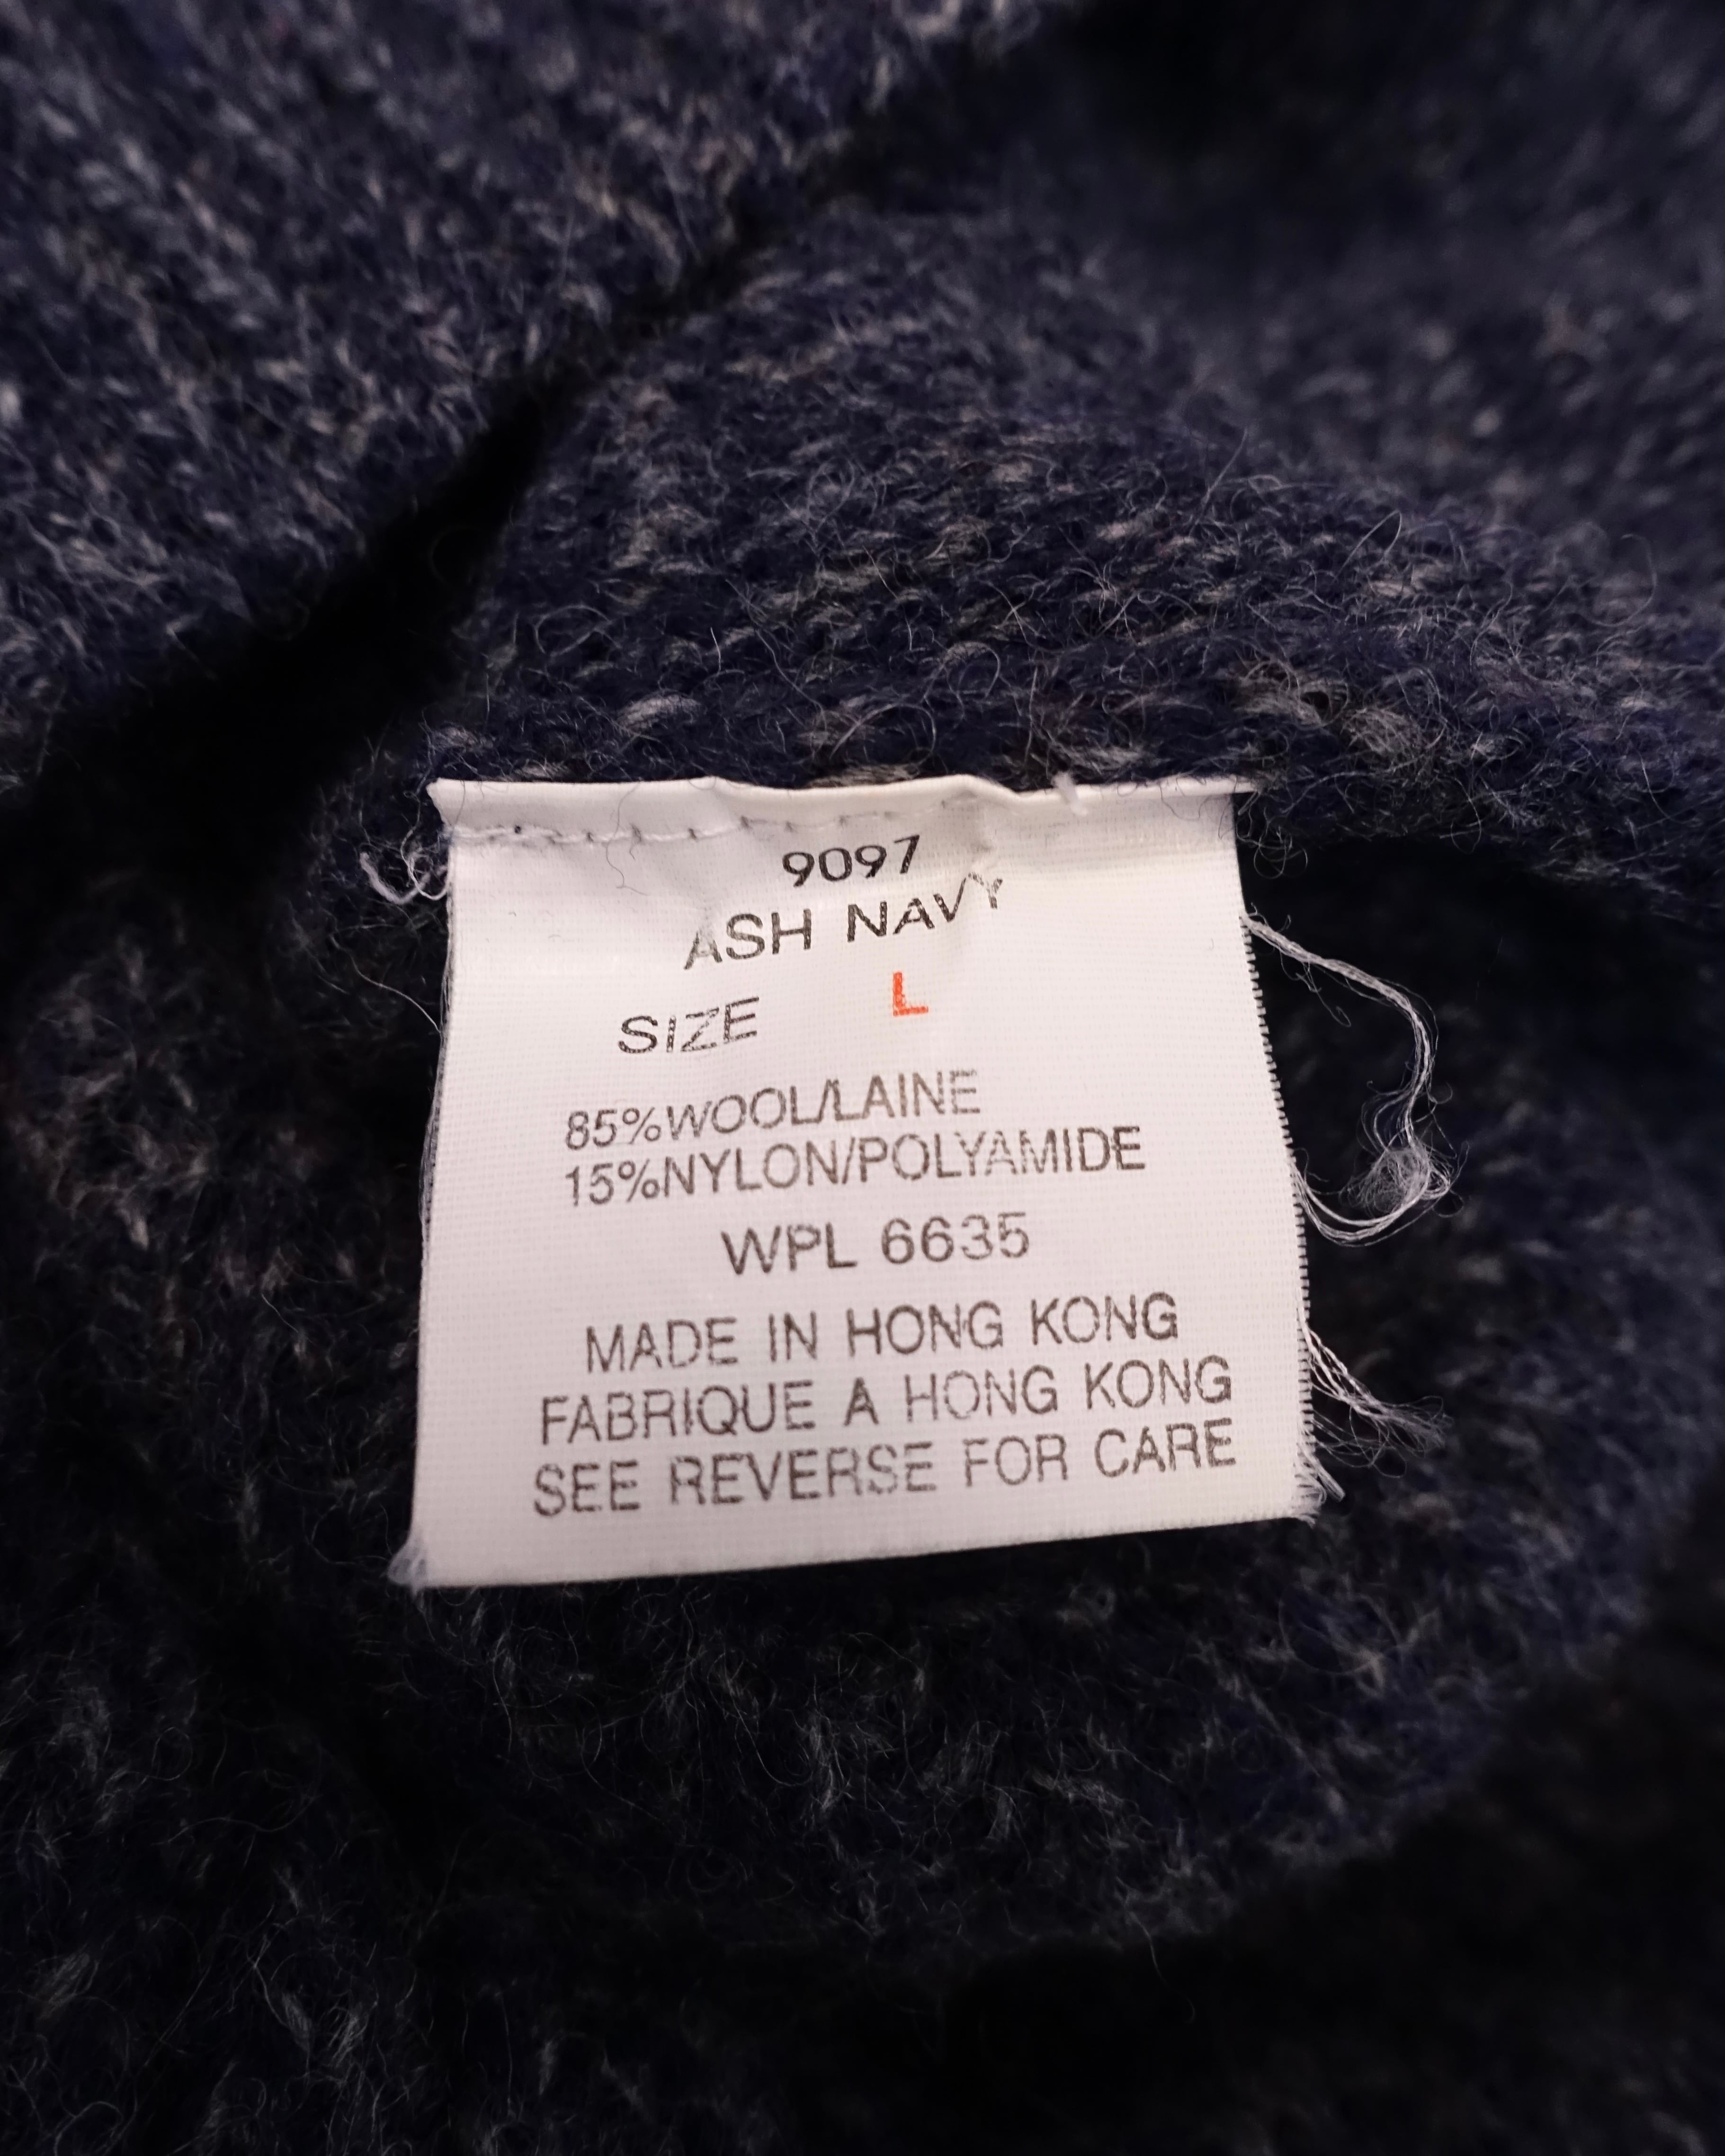 9097
ASH NAVY
SIZE L
85%WOOL/LAINE
15%NYLON/POLYAMIDE
WPL 6635
MADE IN HONG KONG
FABRIQUE A HONG KONG
SEE REVERSE FOR CARE